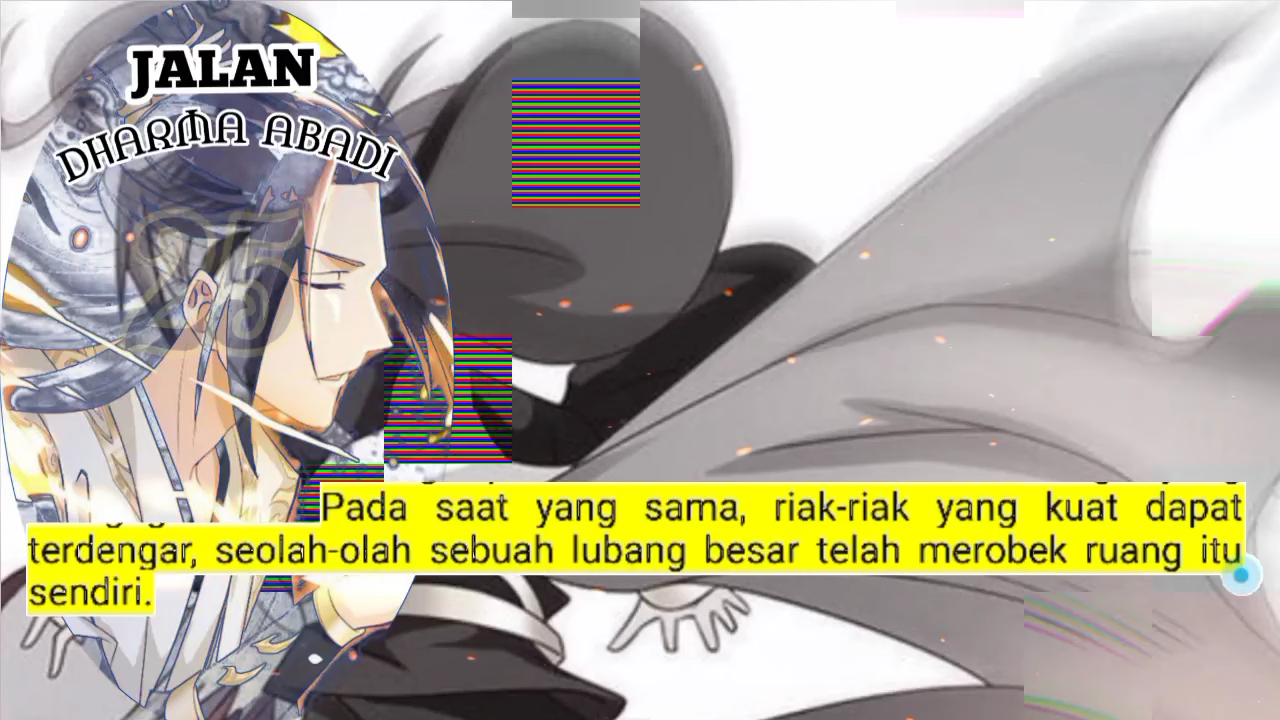 JALAN
DHARMA ABADI
25
Pada saat yang sama, riak-riak yang kuat dapat
terdengar, seolah-olah sebuah lubang besar telah merobek ruang itu
sendiri.